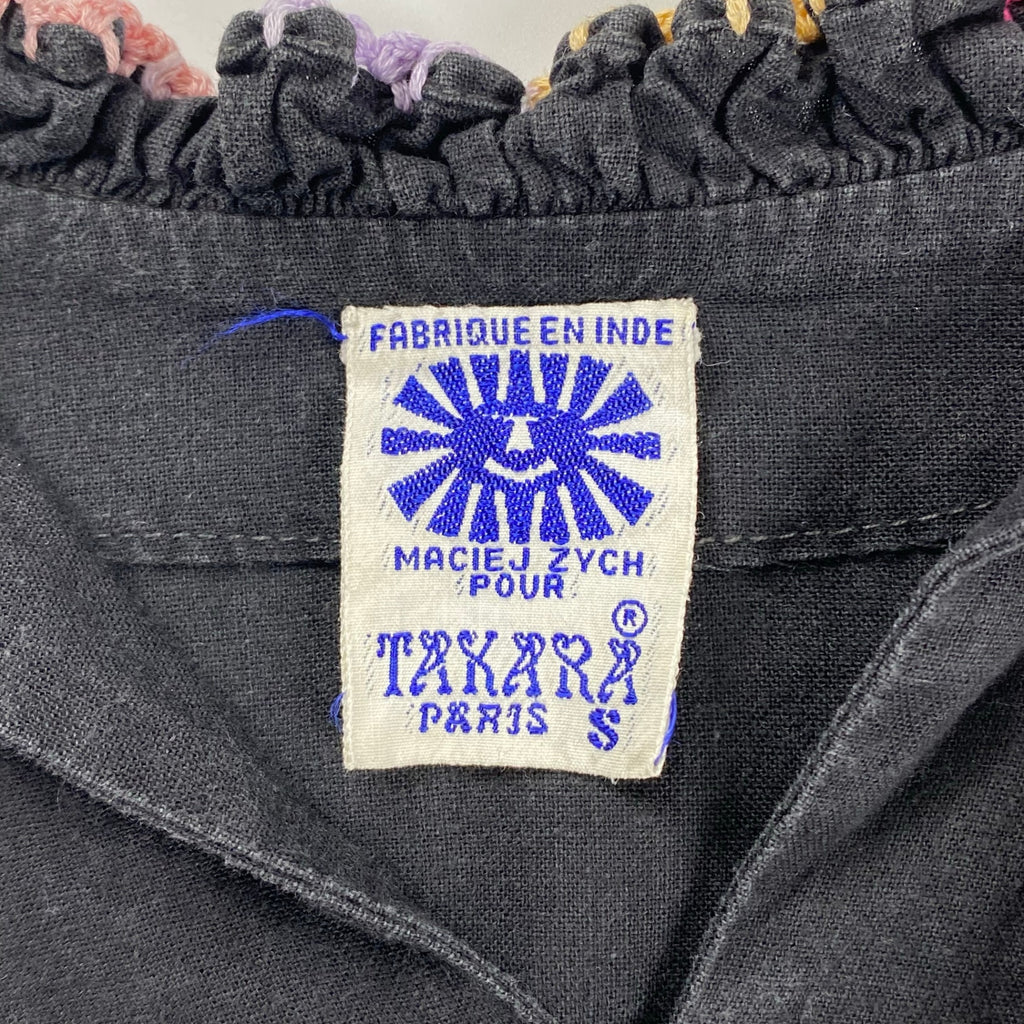 FABRIQUE EN INDE
MACIEJ ZYCH
POUR
TAKARA ®
PARIS S